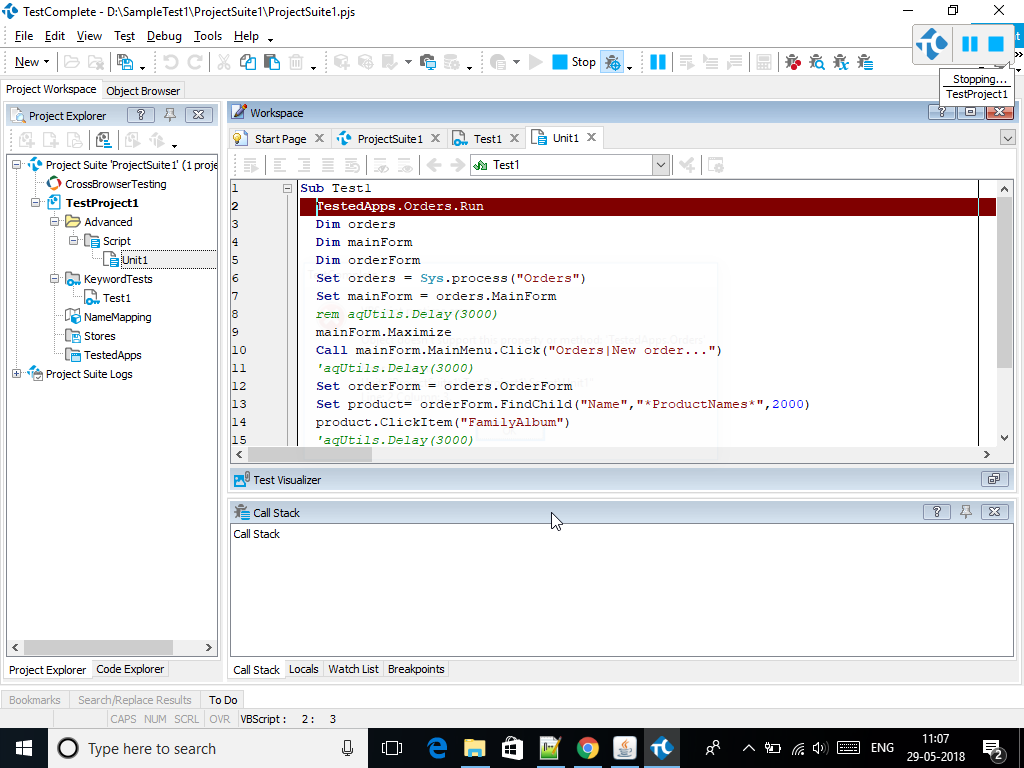 TestComplete - D:\SampleTest1\ProjectSuite1\ProjectSuite1.pjs
File Edit View Test Debug Tools Help
New Stop
Stopping...
TestProject1
Project Workspace Object Browser
Project Explorer
Project Suite 'ProjectSuite1' (1 proje
CrossBrowserTesting
TestProject1
Advanced
Script
Unit1
KeywordTests
Test1
NameMapping
Stores
TestedApps
Project Suite Logs
Project Explorer Code Explorer
Workspace
Start Page ProjectSuite1 Test1 Unit1
Test1
1 Sub Test1
2 TestedApps.Orders.Run
3 Dim orders
4 Dim mainForm
5 Dim orderForm
6 Set orders = Sys.process("Orders")
7 Set mainForm = orders.MainForm
8 rem aqUtils.Delay(3000)
9 mainForm.Maximize
10 Call mainForm.MainMenu.Click("Orders|New order...")
11 'aqUtils.Delay(3000)
12 Set orderForm = orders.OrderForm
13 Set product= orderForm.FindChild("Name","*ProductNames*",2000)
14 product.ClickItem("FamilyAlbum")
15 'aqUtils.Delay(3000)
Test Visualizer
Call Stack
Call Stack
Call Stack Locals Watch List Breakpoints
Bookmarks Search/Replace Results To Do
CAPS NUM SCRL OVR VBScript : 2 : 3
Type here to search
ENG
11:07
29-05-2018
2